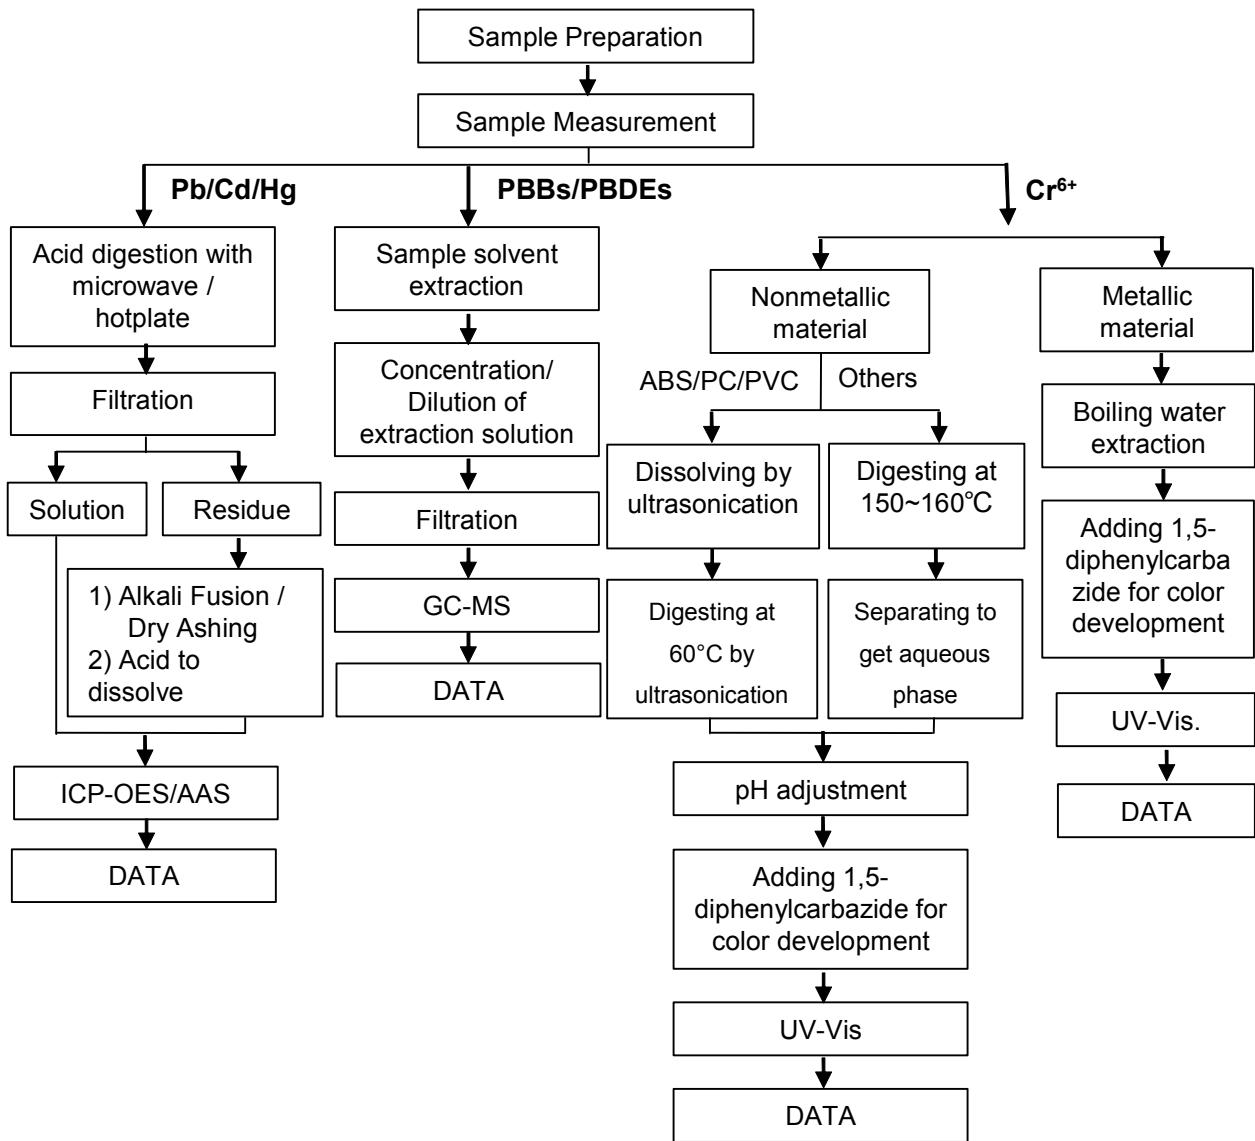 Sample Preparation
Sample Measurement
Pb/Cd/Hg
PBBs/PBDEs
Cr⁶⁺
Acid digestion with
microwave /
hotplate
Filtration
Solution
Residue
1) Alkali Fusion /
Dry Ashing
2) Acid to
dissolve
ICP-OES/AAS
DATA
Sample solvent
extraction
Concentration/
Dilution of
extraction solution
Filtration
GC-MS
DATA
Nonmetallic
material
ABS/PC/PVC
Others
Dissolving by
ultrasonication
Digesting at
60°C by
ultrasonication
Digesting at
150~160℃
Separating to
get aqueous
phase
pH adjustment
Adding 1,5-
diphenylcarbazide for
color development
UV-Vis
DATA
Metallic
material
Boiling water
extraction
Adding 1,5-
diphenylcarba
zide for color
development
UV-Vis.
DATA